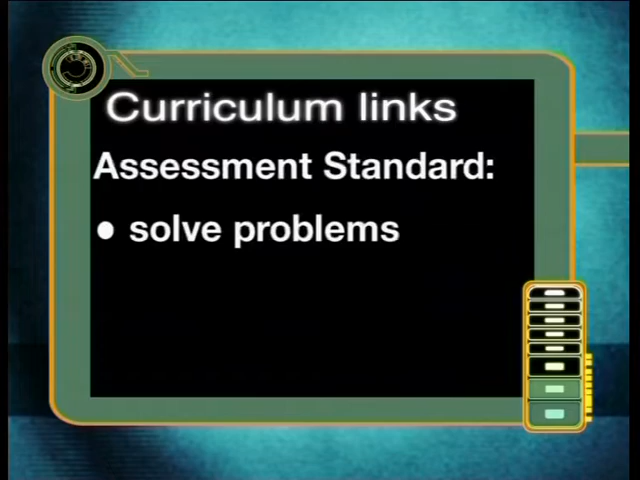 Curriculum links
Assessment Standard:
● solve problems